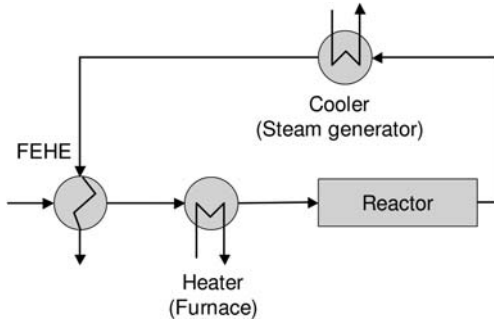 Cooler
(Steam generator)
FEHE
Reactor
Heater
(Furnace)